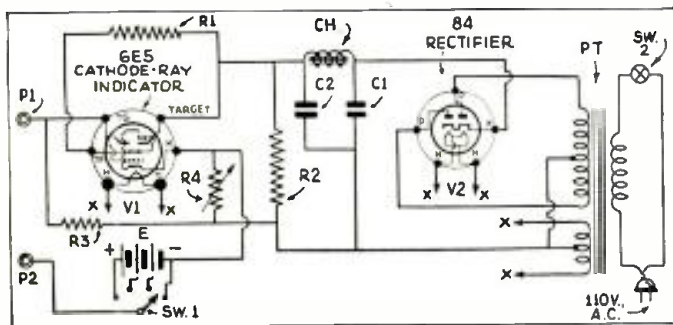 R1
6E5
CATHODE-RAY
INDICATOR
TARGET
P1
CH
C2
C1
84
RECTIFIER
PT
SW.
2
R4
R2
V1
V2
X
X
X
X
R3
E
+
-
P2
SW.1
X
X
110V.,
A.C.